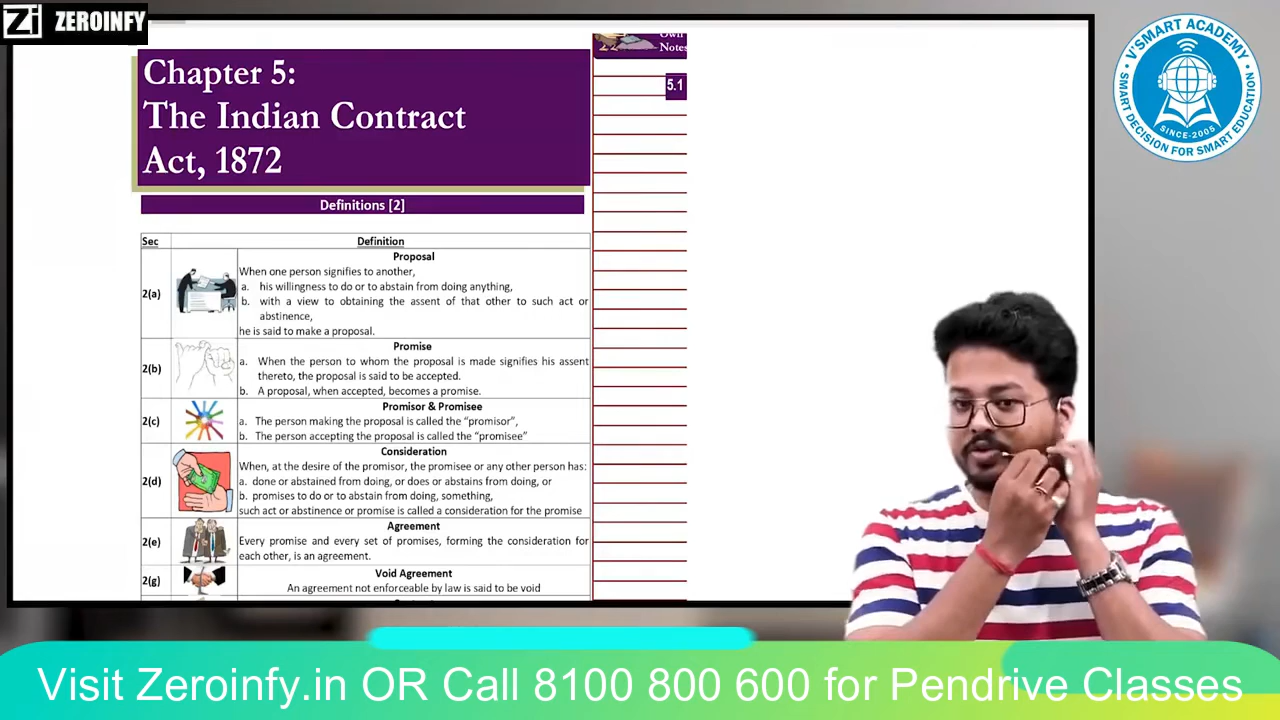 Zi ZEROINFY
Own
Notes
5.1
Chapter 5:
The Indian Contract
Act, 1872
Definitions [2]
Sec Definition
Proposal
When one person signifies to another,
a. his willingness to do or to abstain from doing anything,
2(a)
b. with a view to obtaining the assent of that other to such act or
abstinence,
he is said to make a proposal.
Promise
a. When the person to whom the proposal is made signifies his assent
2(b)
thereto, the proposal is said to be accepted.
b. A proposal, when accepted, becomes a promise.
Promisor & Promisee
2(c)
a. The person making the proposal is called the “promisor”,
b. The person accepting the proposal is called the “promisee”
Consideration
When, at the desire of the promisor, the promisee or any other person has:
2(d)
a. done or abstained from doing, or does or abstains from doing, or
b. promises to do or to abstain from doing, something,
such act or abstinence or promise is called a consideration for the promise
Agreement
2(e)
Every promise and every set of promises, forming the consideration for
each other, is an agreement.
Void Agreement
2(g)
An agreement not enforceable by law is said to be void
V'SMART ACADEMY
SINCE-2005
SMART DECISION FOR SMART EDUCATION
Visit Zeroinfy.in OR Call 8100 800 600 for Pendrive Classes